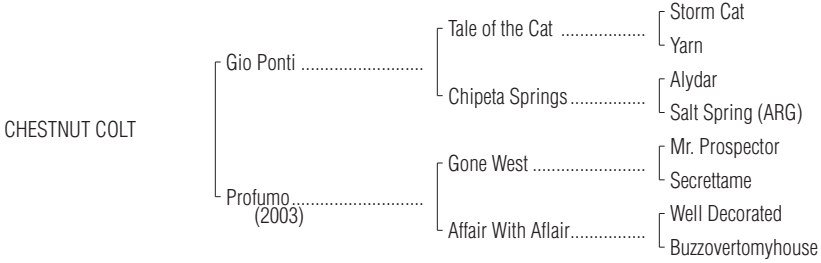 Storm Cat
Tale of the Cat ..................
Yarn
Gio Ponti ..........................
Alydar
Chipeta Springs................
Salt Spring (ARG)
CHESTNUT COLT
Mr. Prospector
Gone West ........................
Secrettame
Profumo............................
(2003)
Well Decorated
Affair With Aflair................
Buzzovertomyhouse